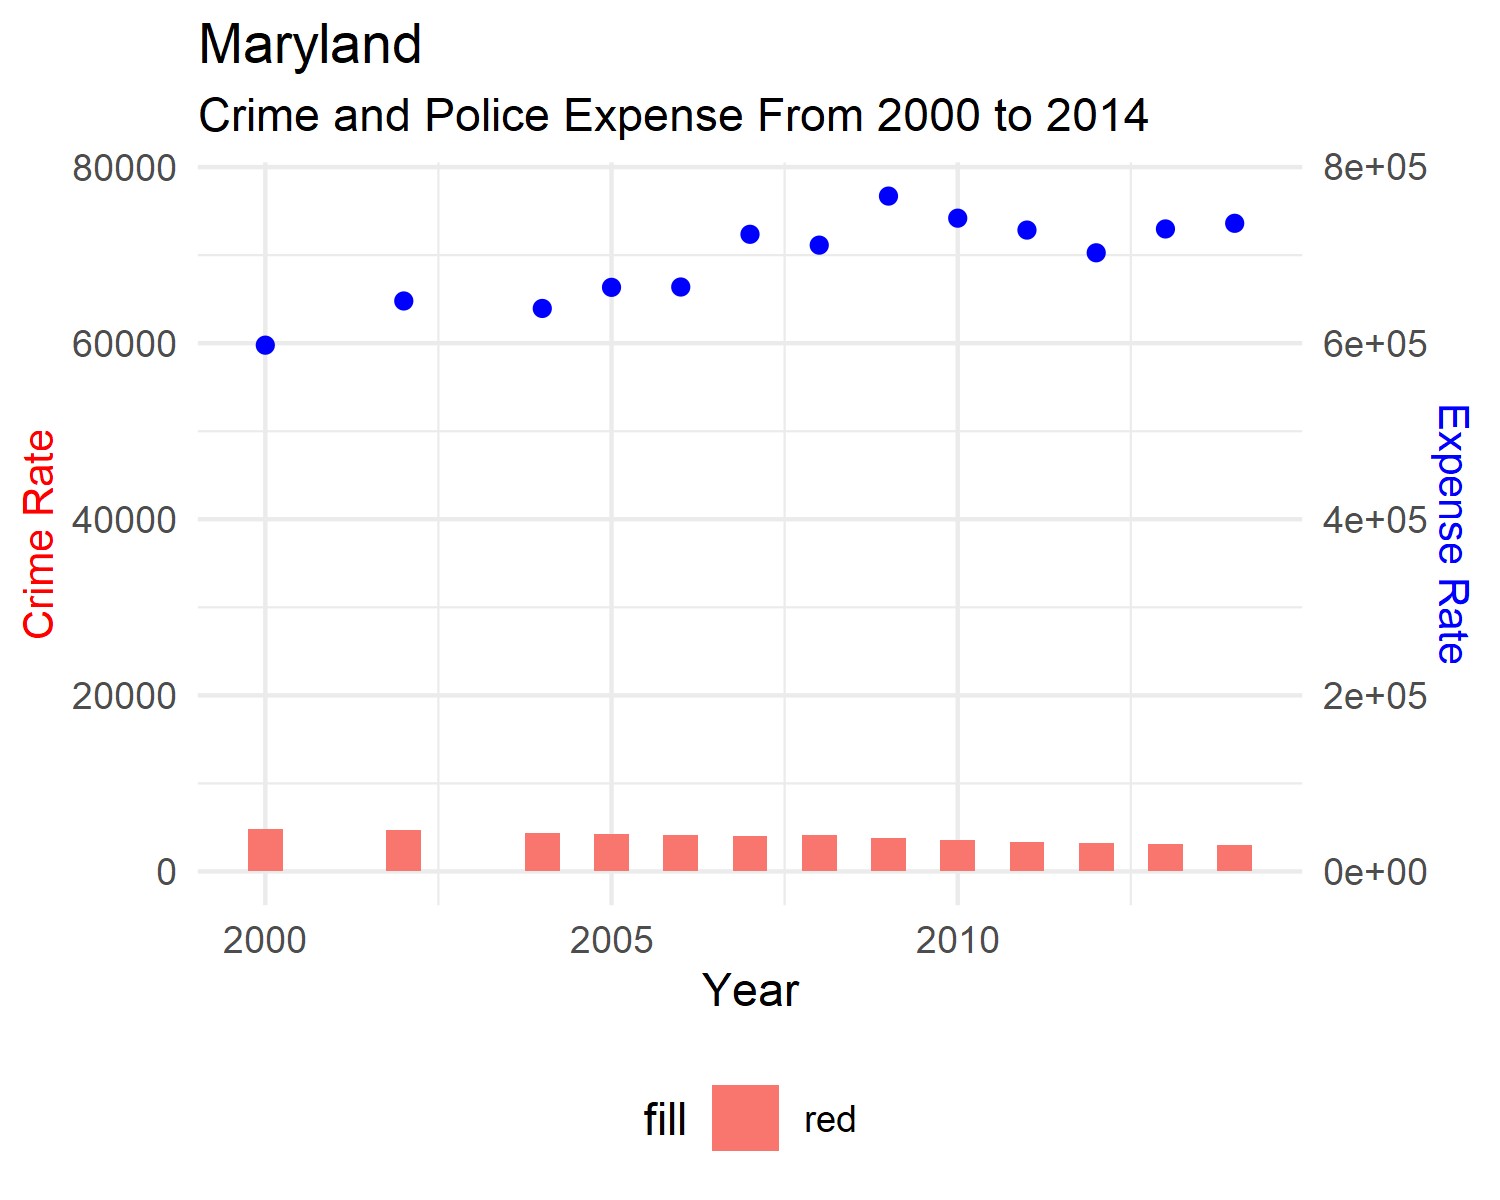 Maryland
Crime and Police Expense From 2000 to 2014
80000
60000
40000
20000
0
Crime Rate
8e+05
6e+05
4e+05
2e+05
0e+00
Expense Rate
2000 2005 2010
Year
fill red